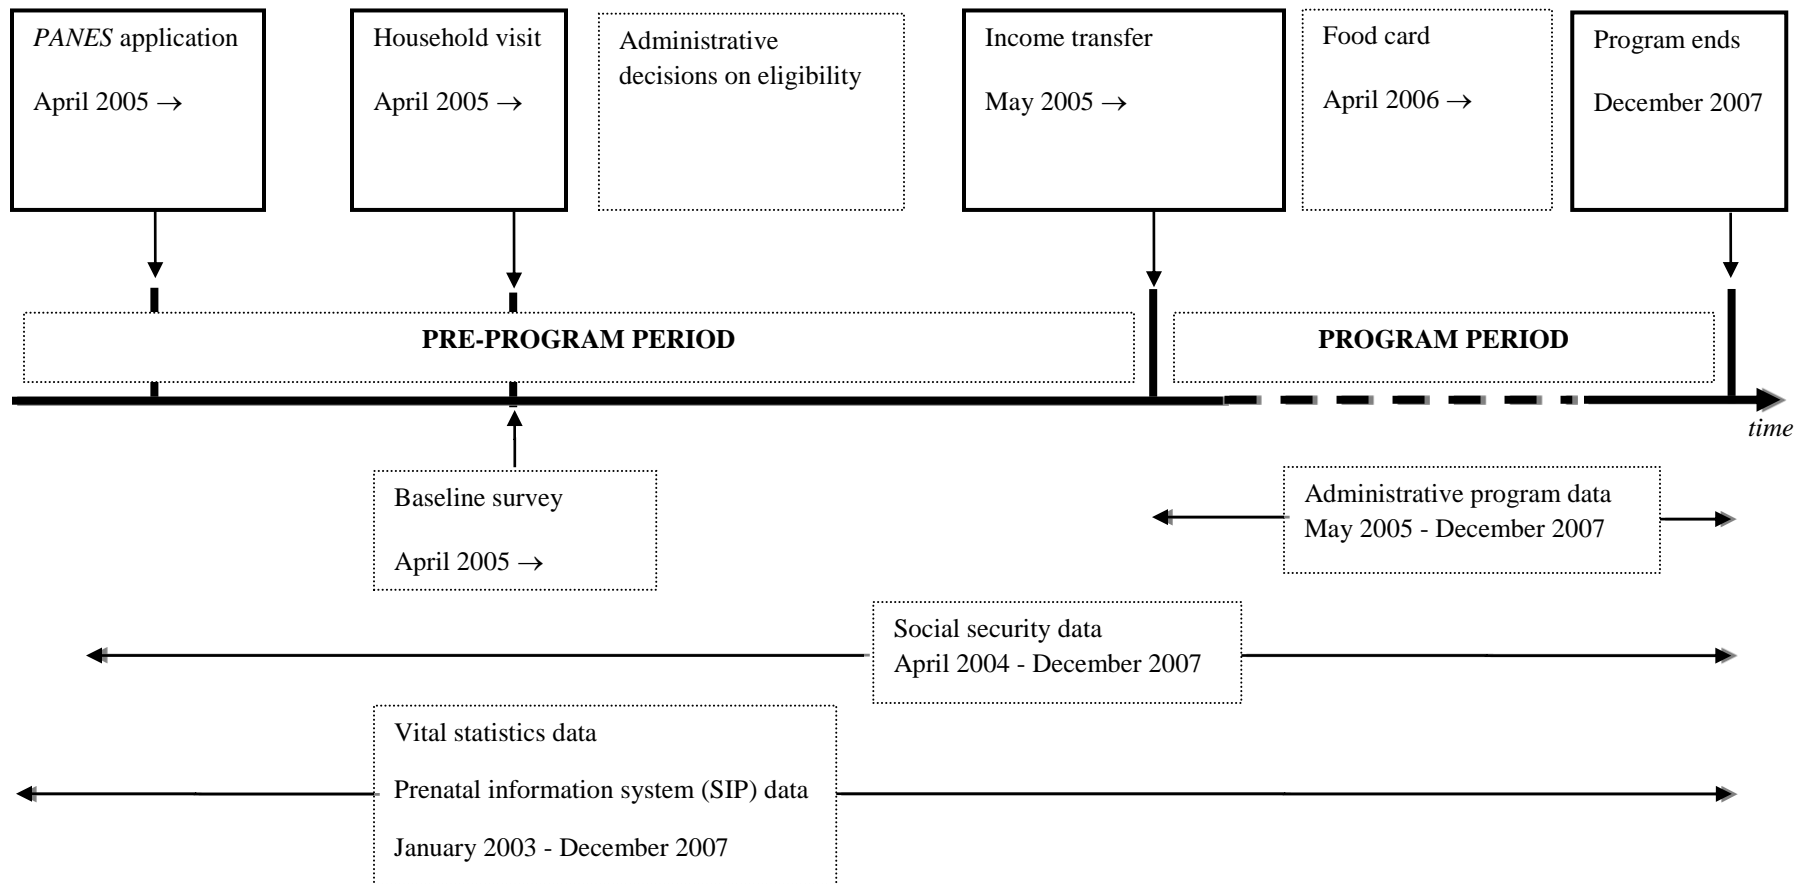 PANES application
April 2005 →
Household visit
April 2005 →
Administrative
decisions on eligibility
Income transfer
May 2005 →
Food card
April 2006 →
Program ends
December 2007
PRE-PROGRAM PERIOD
PROGRAM PERIOD
time
Baseline survey
April 2005 →
Administrative program data
May 2005 - December 2007
Social security data
April 2004 - December 2007
Vital statistics data
Prenatal information system (SIP) data
January 2003 - December 2007